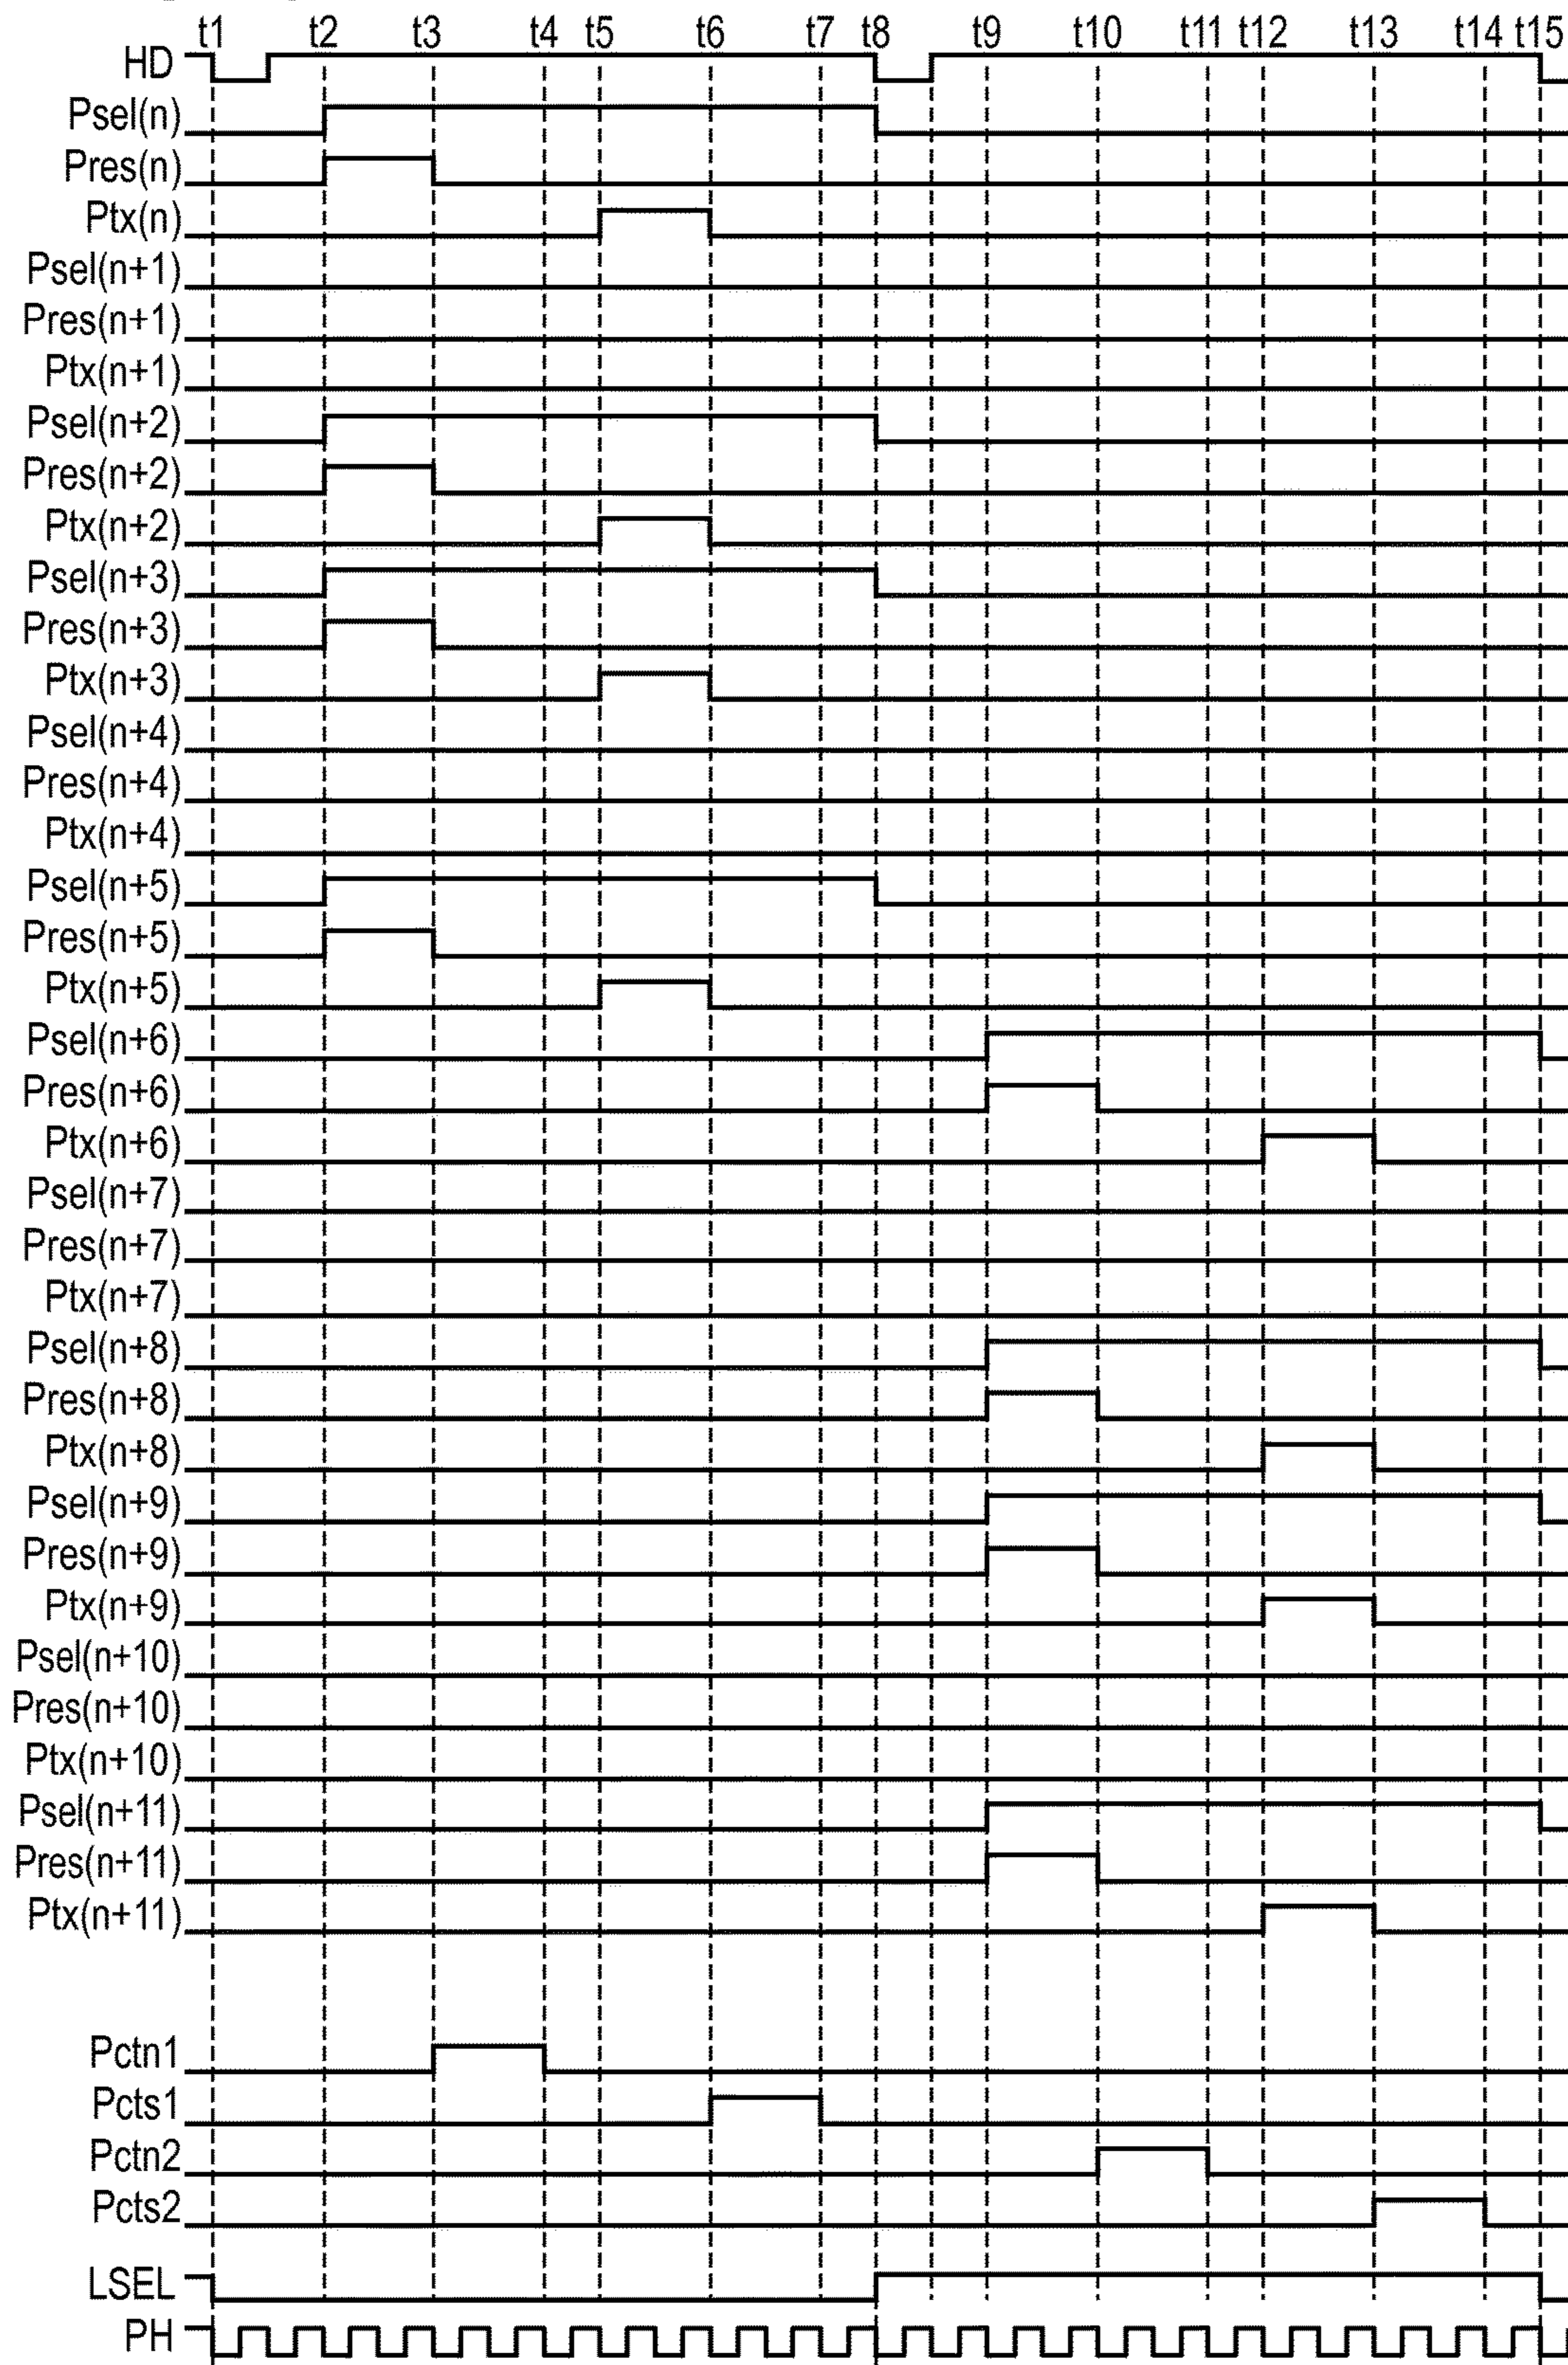 t1 t2 t3 t4 t5 t6 t7 t8 t9 t10 t11 t12 t13 t14 t15
HD
Psel(n)
Pres(n)
Ptx(n)
Psel(n+1)
Pres(n+1)
Ptx(n+1)
Psel(n+2)
Pres(n+2)
Ptx(n+2)
Psel(n+3)
Pres(n+3)
Ptx(n+3)
Psel(n+4)
Pres(n+4)
Ptx(n+4)
Psel(n+5)
Pres(n+5)
Ptx(n+5)
Psel(n+6)
Pres(n+6)
Ptx(n+6)
Psel(n+7)
Pres(n+7)
Ptx(n+7)
Psel(n+8)
Pres(n+8)
Ptx(n+8)
Psel(n+9)
Pres(n+9)
Ptx(n+9)
Psel(n+10)
Pres(n+10)
Ptx(n+10)
Psel(n+11)
Pres(n+11)
Ptx(n+11)
Pctn1
Pcts1
Pctn2
Pcts2
LSEL
PH